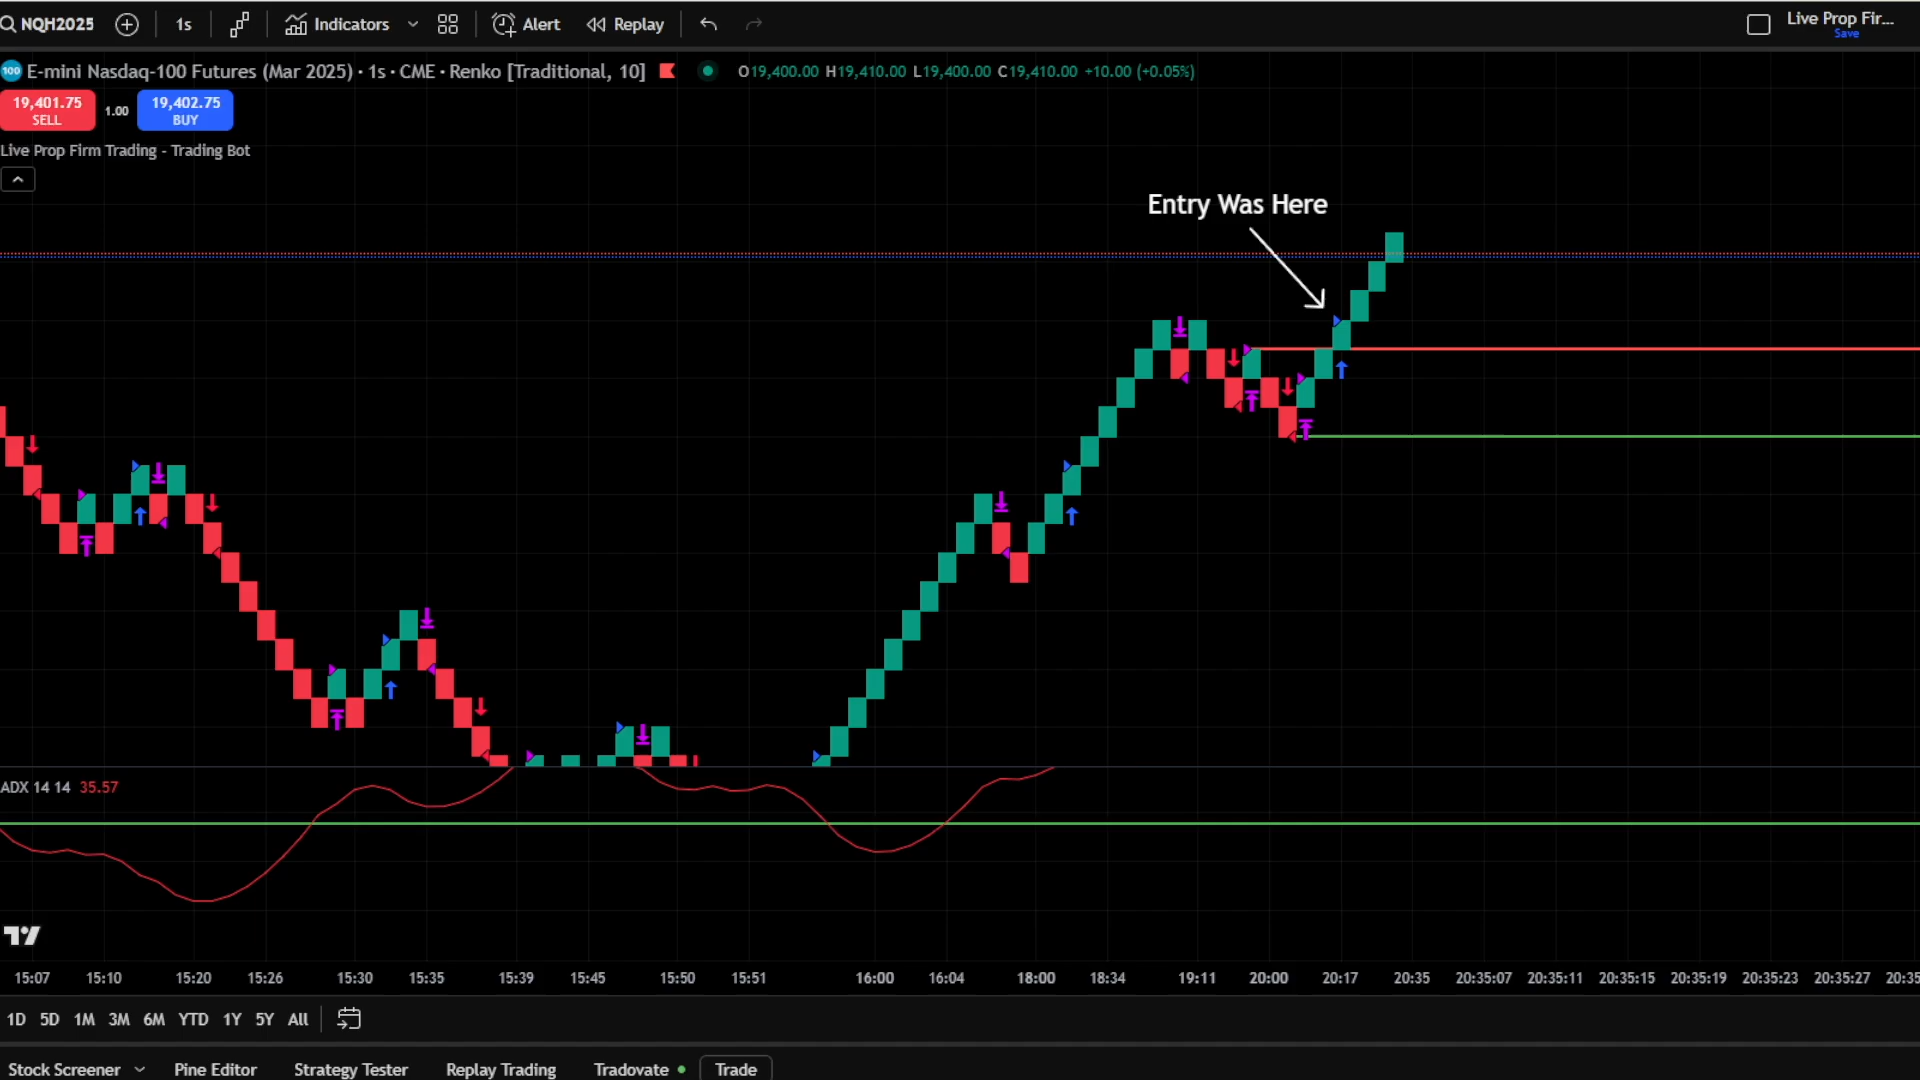 NQH2025 1s Indicators Alert Replay Live Prop Fir...
Save
100 E-mini Nasdaq-100 Futures (Mar 2025) · 1s · CME · Renko [Traditional, 10] O19,400.00 H19,410.00 L19,400.00 C19,410.00 +10.00 (+0.05%)
19,401.75 1.00 19,402.75
SELL BUY
Live Prop Firm Trading - Trading Bot
Entry Was Here
ADX 14 14 35.57
15:07 15:10 15:20 15:26 15:30 15:35 15:39 15:45 15:50 15:51 16:00 16:04 18:00 18:34 19:11 20:00 20:17 20:35 20:35:07 20:35:11 20:35:15 20:35:19 20:35:23 20:35:27 20:35
1D 5D 1M 3M 6M YTD 1Y 5Y All
Stock Screener Pine Editor Strategy Tester Replay Trading Tradovate Trade